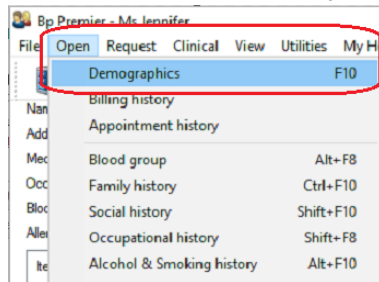 Bp Premier - Ms Jennifer
File Open Request Clinical View Utilities My H
Demographics F10
Nam Billing history
Add Appointment history
Med Blood group Alt+F8
Occ Family history Ctrl+F10
Bloc Social history Shift+F10
Aller Occupational history Shift+F8
Ite Alcohol & Smoking history Alt+F10